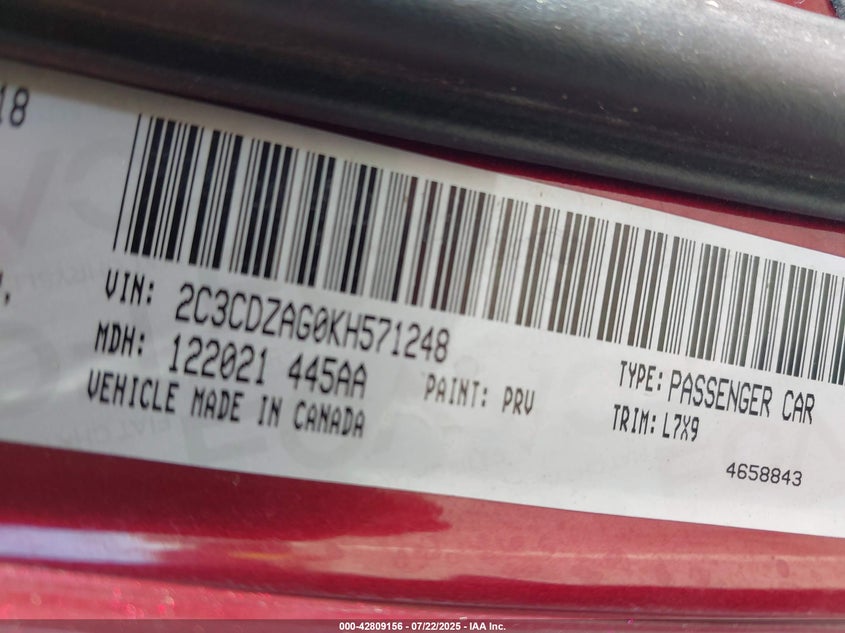 18
VIN: 2C3CDZAG0KH571248
MDH: 122021 445AA
PAINT: PRV
VEHICLE MADE IN CANADA
TYPE: PASSENGER CAR
TRIM: L7X9
4658843
000-42809156 - 07/22/2025 - IAA Inc.